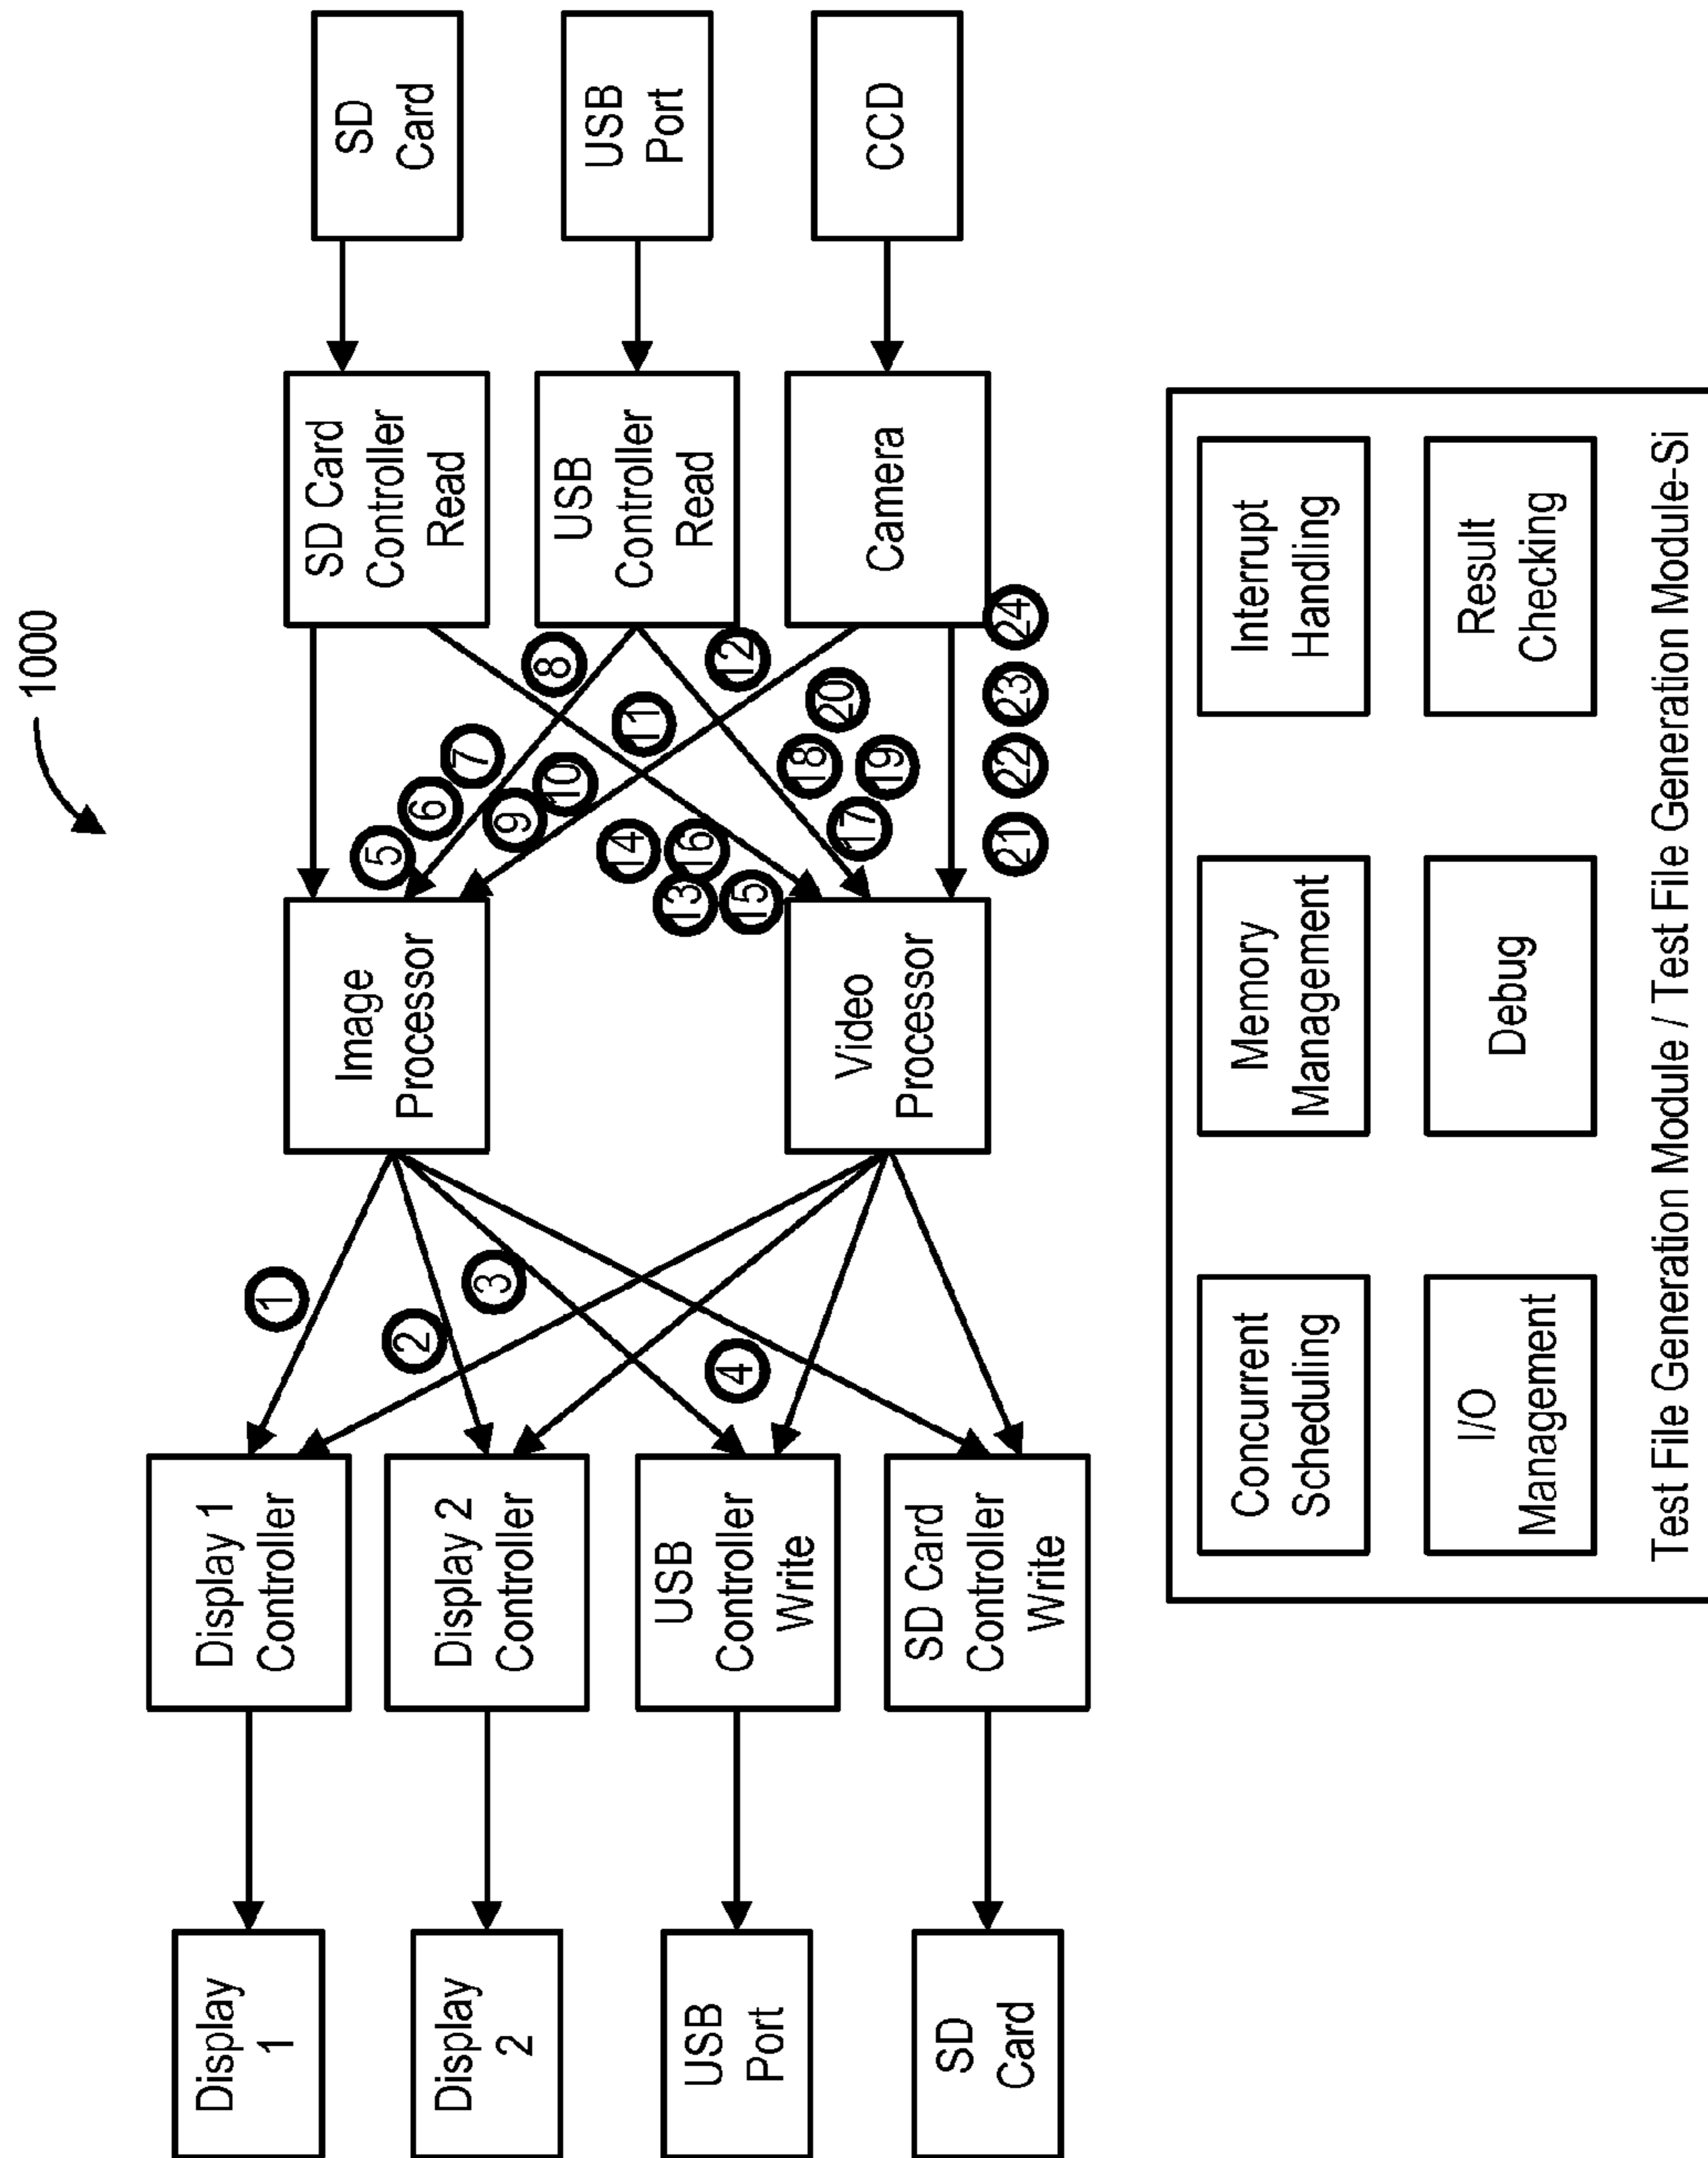 1000
Display
1
Display
2
USB
Port
SD
Card
Display 1
Controller
Display 2
Controller
USB
Controller
Write
SD Card
Controller
Write
1
2
3
4
Image
Processor
Video
Processor
5
6
7
8
9
10
11
12
13
14
15
16
17
18
19
20
21
22
23
24
SD Card
Controller
Read
USB
Controller
Read
Camera
SD
Card
USB
Port
CCD
Concurrent
Scheduling
Memory
Management
Interrupt
Handling
I/O
Management
Debug
Result
Checking
Test File Generation Module / Test File Generation Module-Si